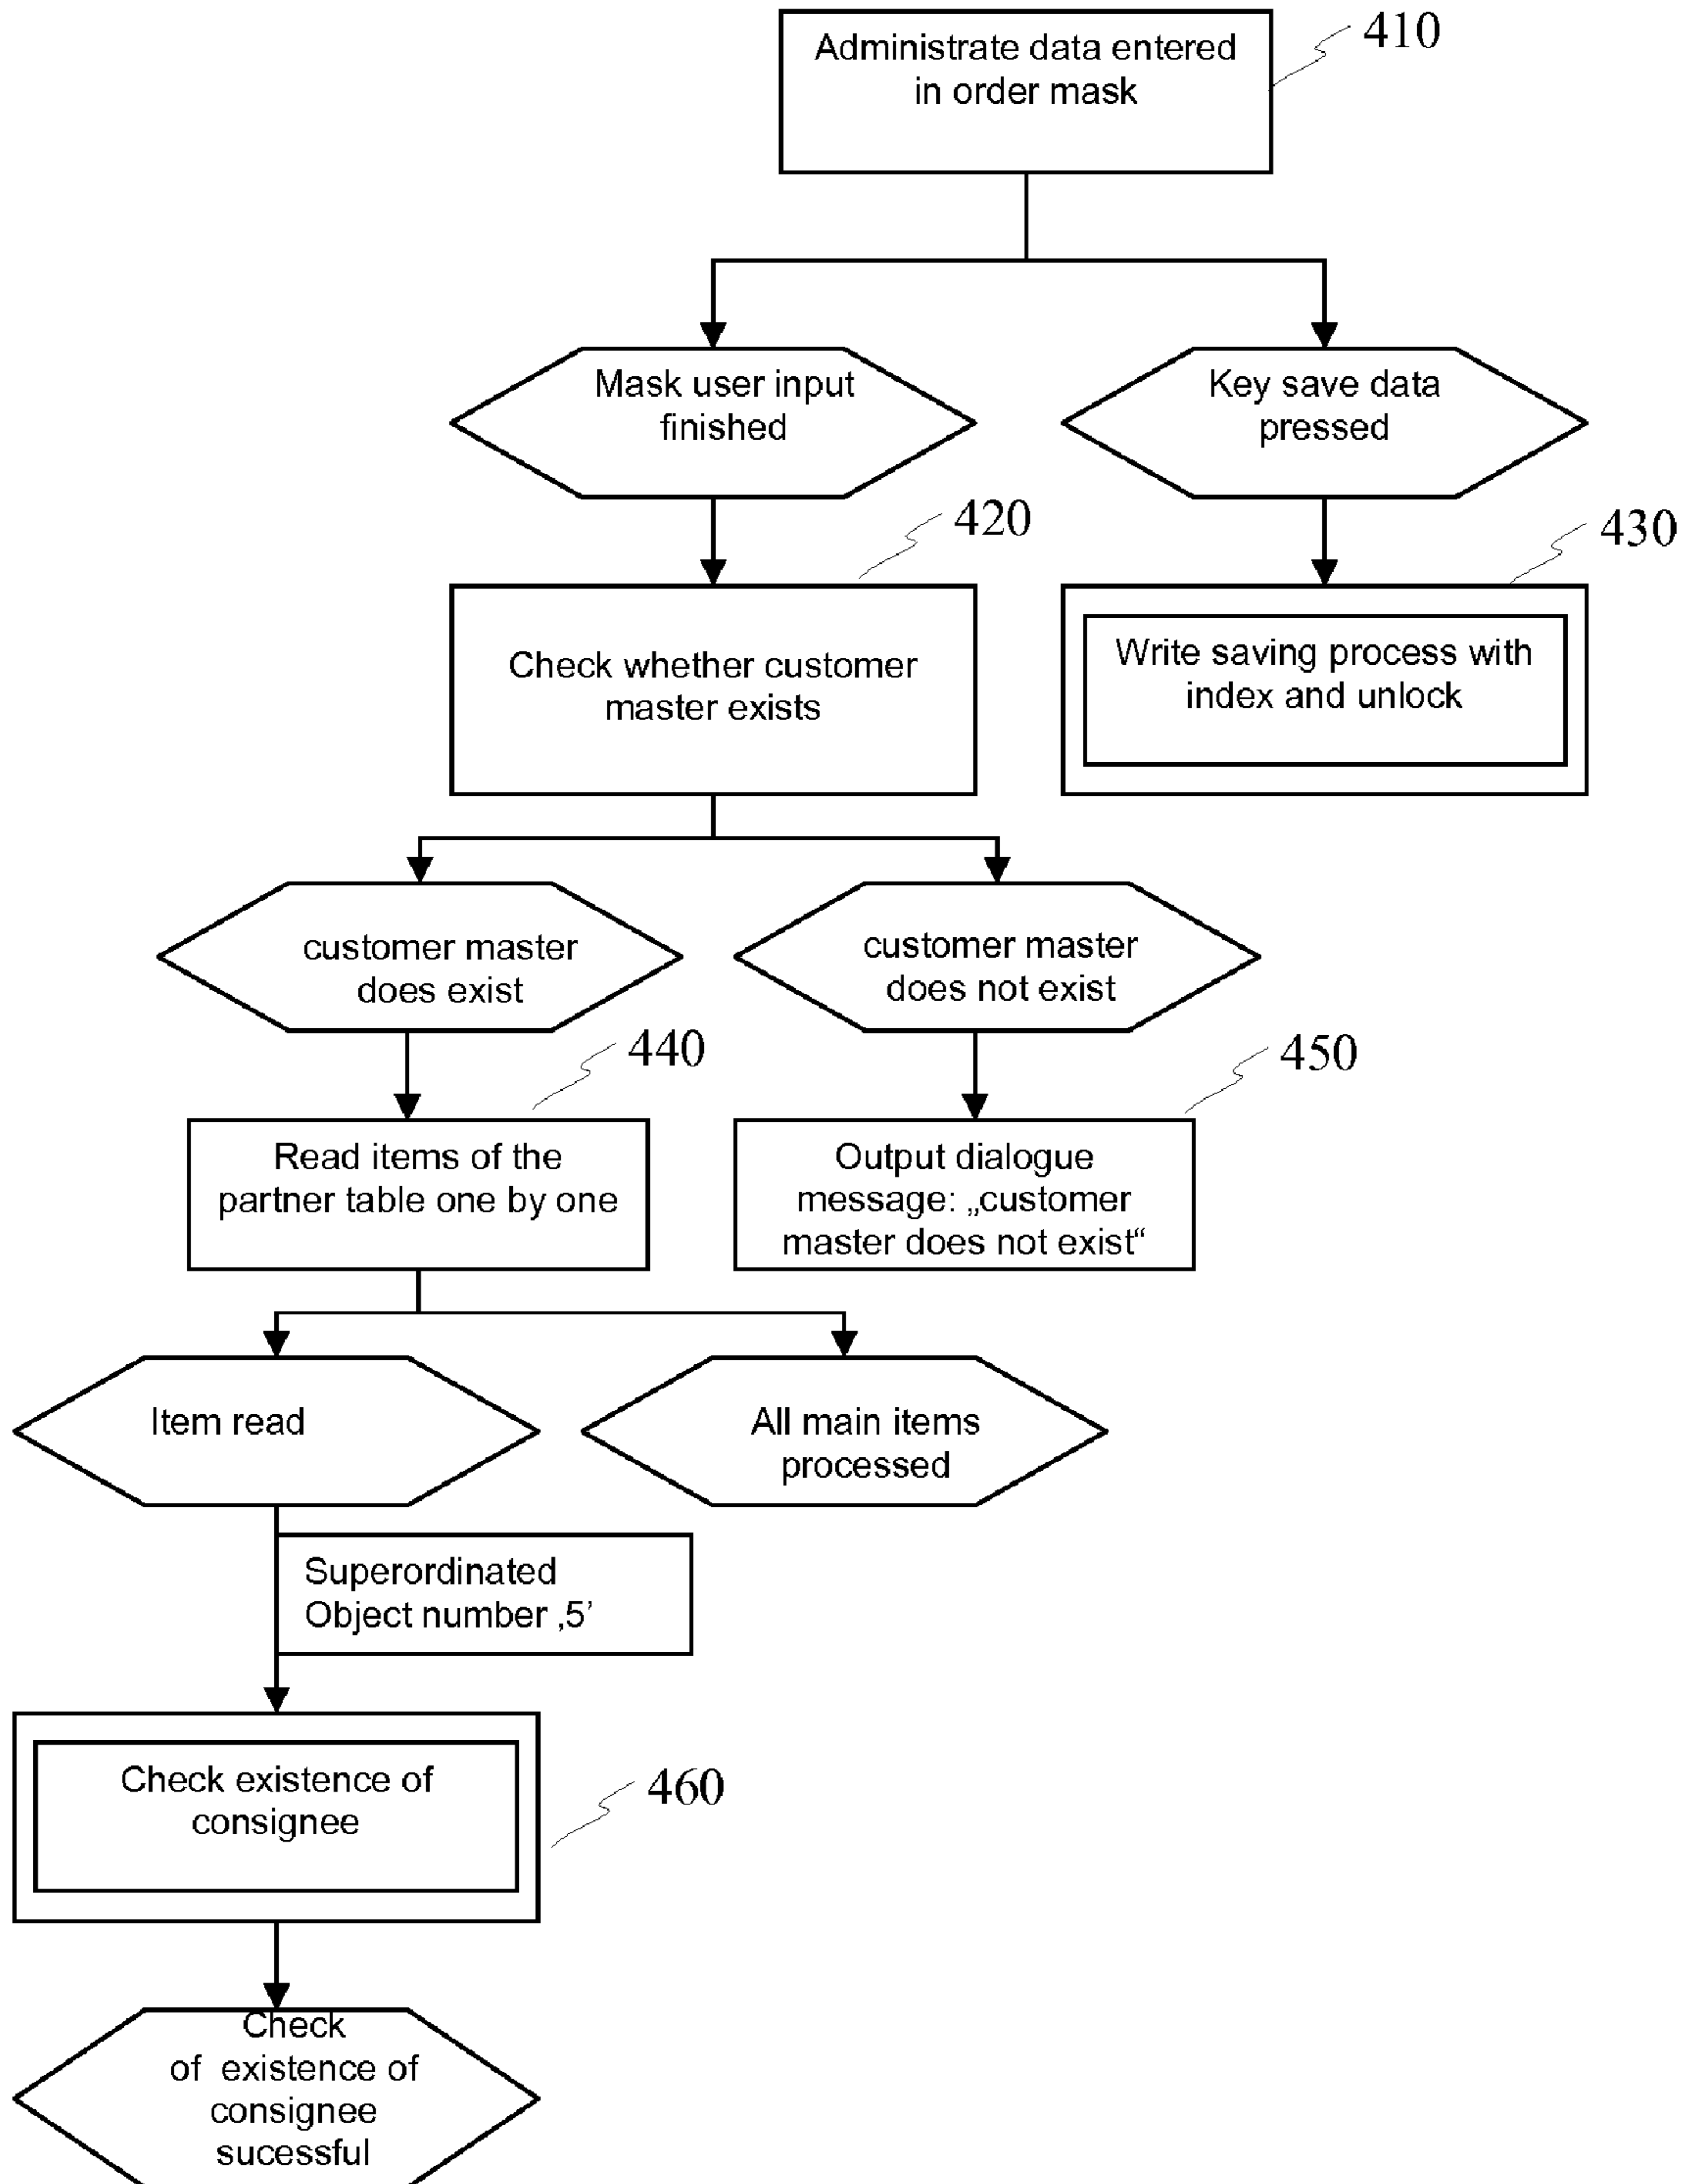 Administrate data entered
in order mask
410
Mask user input
finished
Key save data
pressed
420
430
Check whether customer
master exists
Write saving process with
index and unlock
customer master
does exist
customer master
does not exist
440
450
Read items of the
partner table one by one
Output dialogue
message: „customer
master does not exist“
Item read
All main items
processed
Superordinated
Object number ‚5’
Check existence of
consignee
460
Check
of existence of
consignee
sucessful